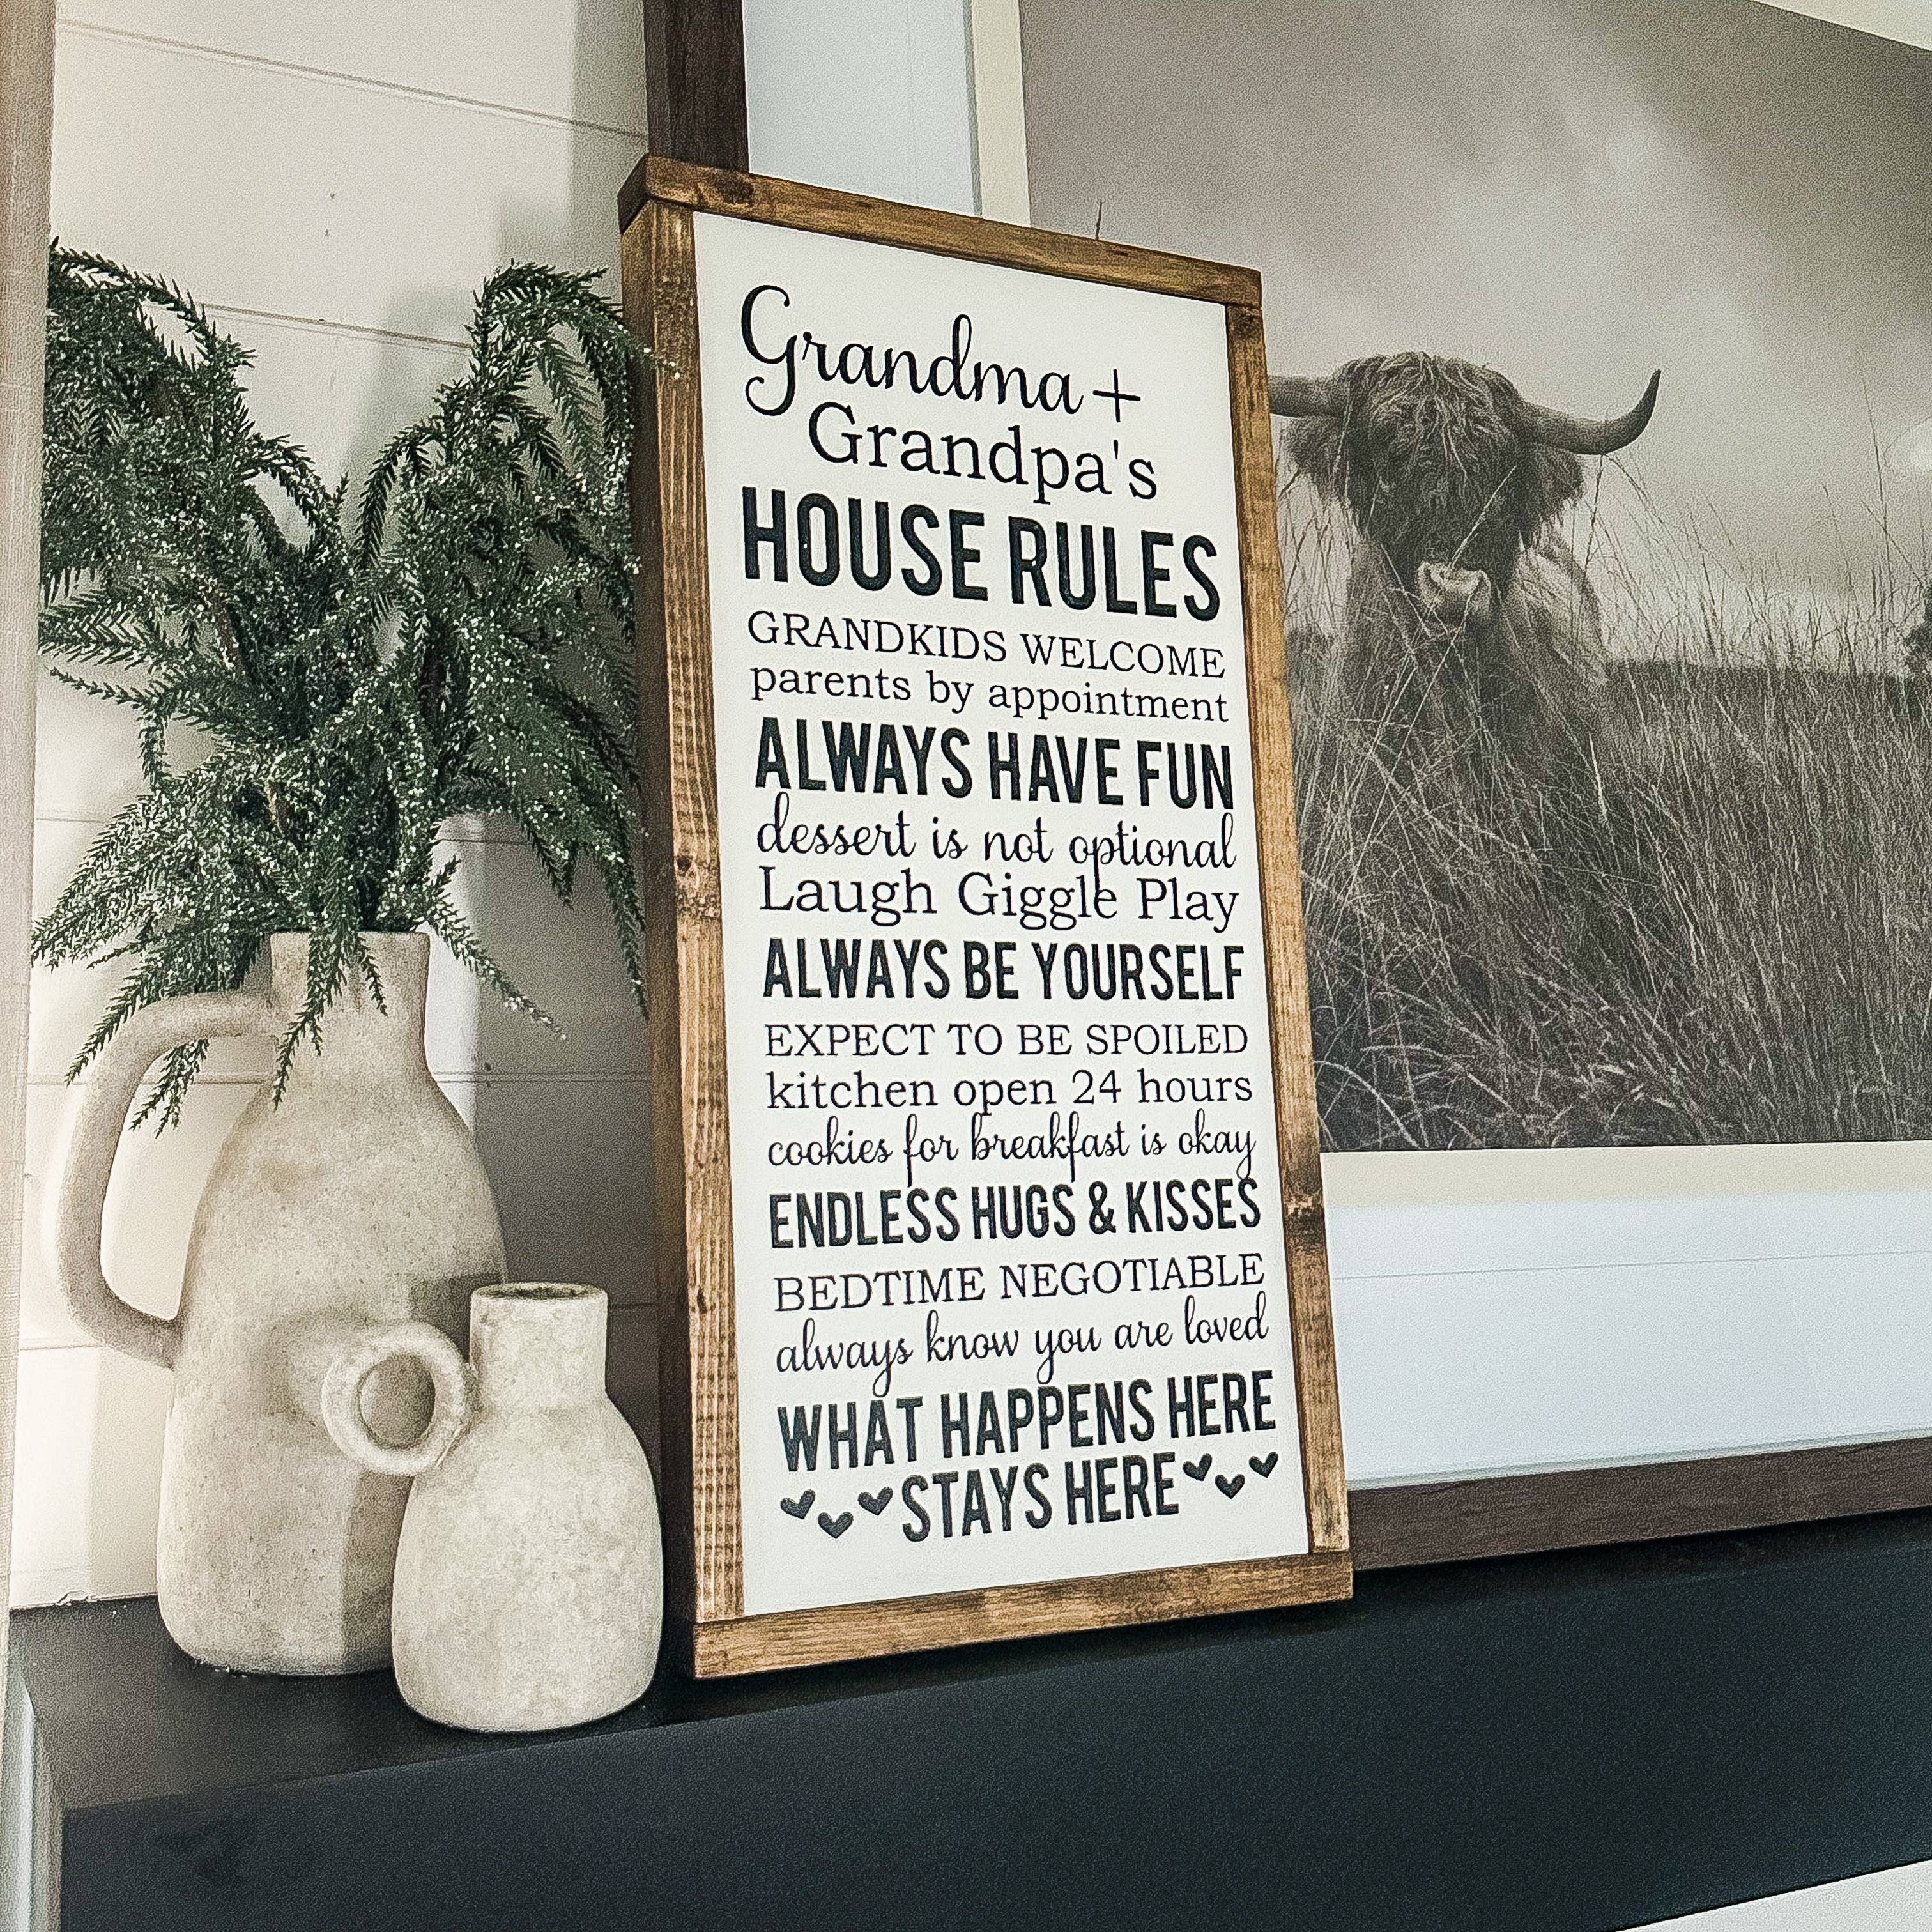 Grandma +
Grandpa's
HOUSE RULES
GRANDKIDS WELCOME
parents by appointment
ALWAYS HAVE FUN
dessert is not optional
Laugh Giggle Play
ALWAYS BE YOURSELF
EXPECT TO BE SPOILED
kitchen open 24 hours
cookies for breakfast is okay
ENDLESS HUGS & KISSES
BEDTIME NEGOTIABLE
always know you are loved
WHAT HAPPENS HERE
STAYS HERE